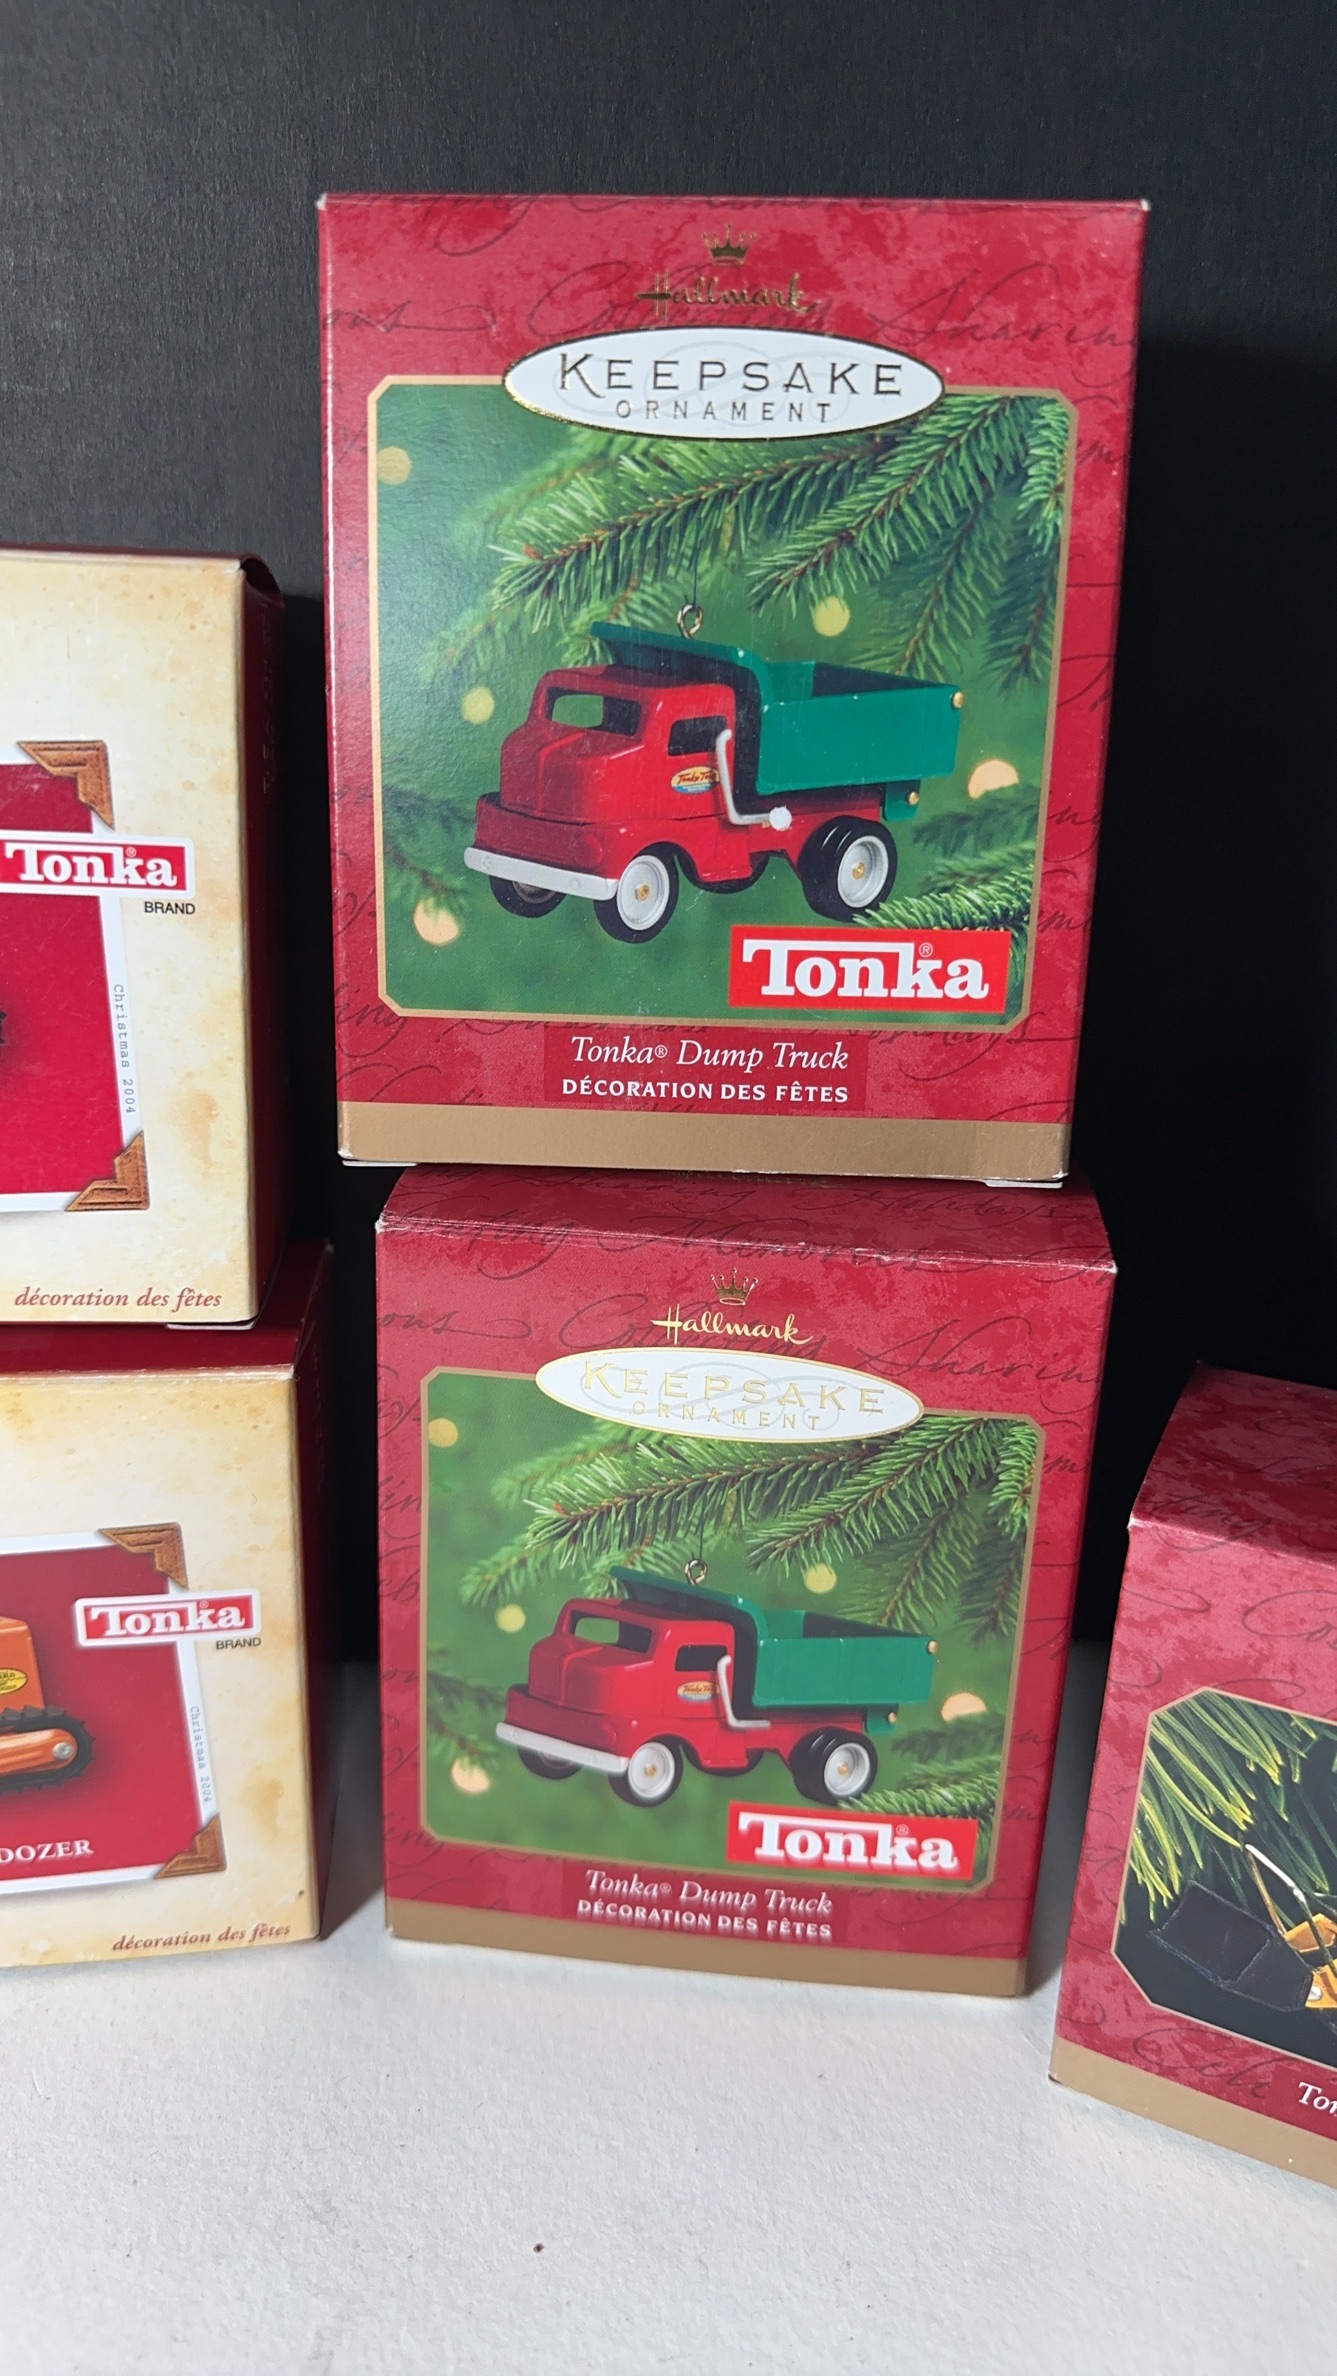 Hallmark
KEEPSAKE
ORNAMENT
Tonka®
Tonka® Dump Truck
DÉCORATION DES FÊTES
Tonka®
BRAND
Christmas 2004
décoration des fêtes
Hallmark
KEEPSAKE
ORNAMENT
Tonka®
Tonka® Dump Truck
DÉCORATION DES FÊTES
Tonka®
BRAND
Christmas 2004
DOZER
décoration des fêtes
Ton